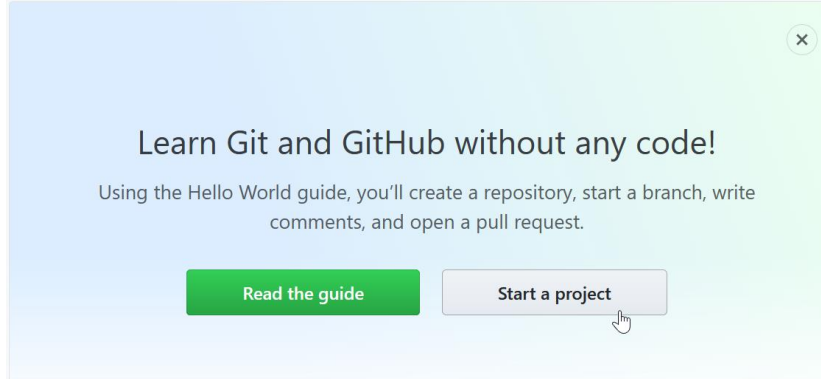 Learn Git and GitHub without any code!
Using the Hello World guide, you’ll create a repository, start a branch, write
comments, and open a pull request.
Read the guide
Start a project